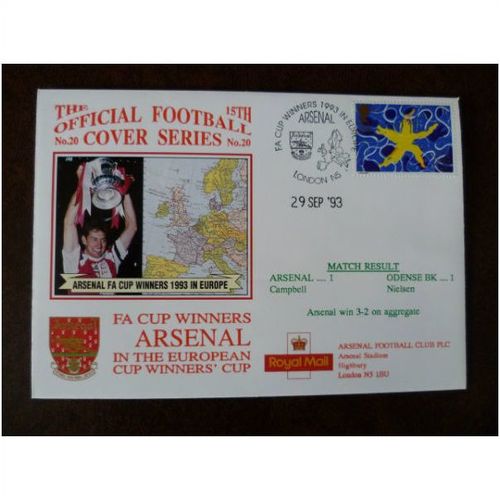 THE 15TH
OFFICIAL FOOTBALL
No.20 COVER SERIES No.20
ARSENAL FA CUP WINNERS 1993 IN EUROPE
FA CUP WINNERS
ARSENAL
IN THE EUROPEAN
CUP WINNERS' CUP
FA CUP WINNERS 1993 IN EUROPE
ARSENAL
LONDON N5
29 SEP '93
MATCH RESULT
ARSENAL .... 1 ODENSE BK .... 1
Campbell Nielsen
Arsenal win 3-2 on aggregate
Royal Mail
ARSENAL FOOTBALL CLUB PLC
Arsenal Stadium
Highbury
London N5 1BU